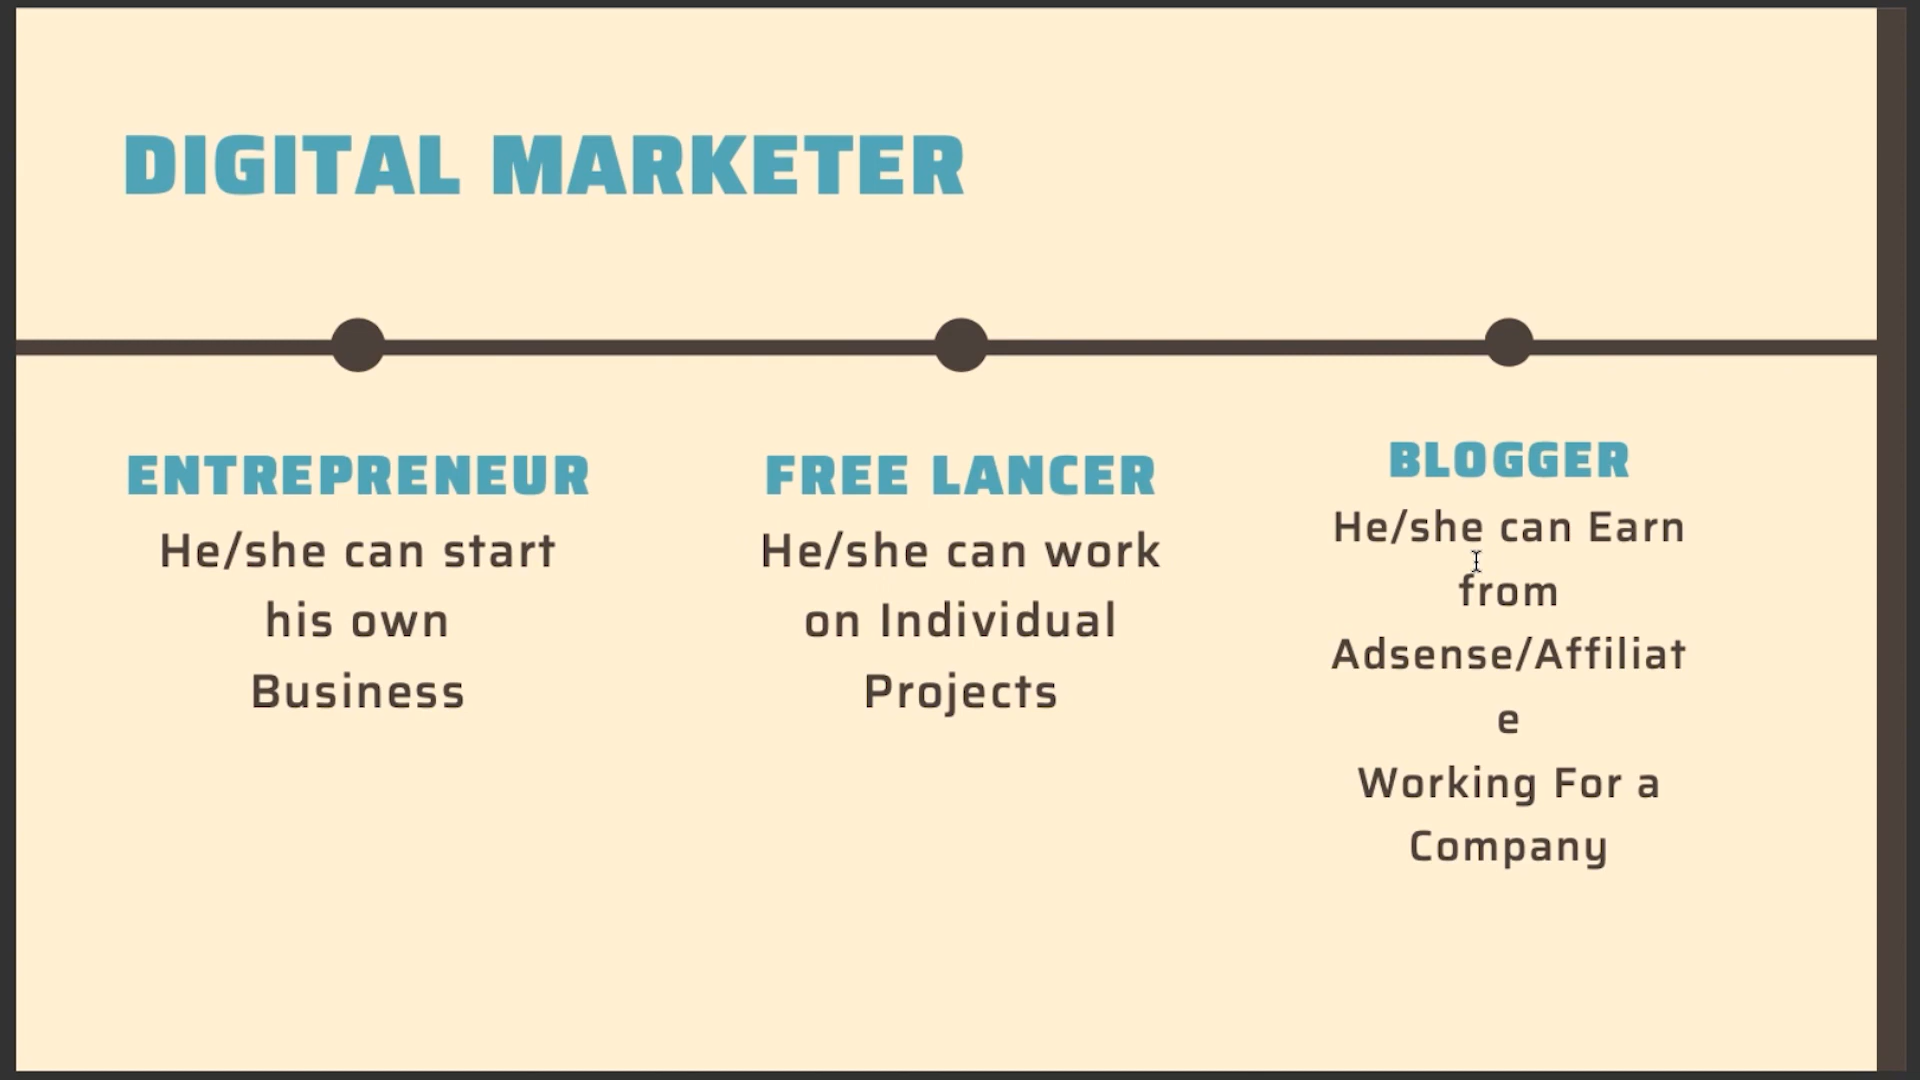 DIGITAL MARKETER
ENTREPRENEUR
He/she can start
his own
Business
FREE LANCER
He/she can work
on Individual
Projects
BLOGGER
He/she can Earn
from
Adsense/Affiliat
e
Working For a
Company